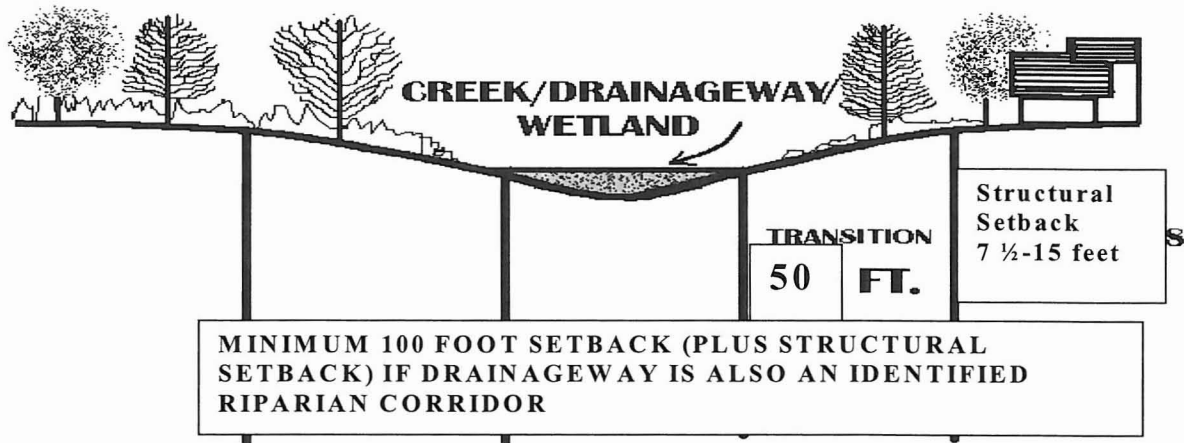 CREEK/DRAINAGEWAY/
WETLAND
Structural
Setback
7 ½-15 feet
S
TRANSITION
50 FT.
MINIMUM 100 FOOT SETBACK (PLUS STRUCTURAL
SETBACK) IF DRAINAGEWAY IS ALSO AN IDENTIFIED
RIPARIAN CORRIDOR